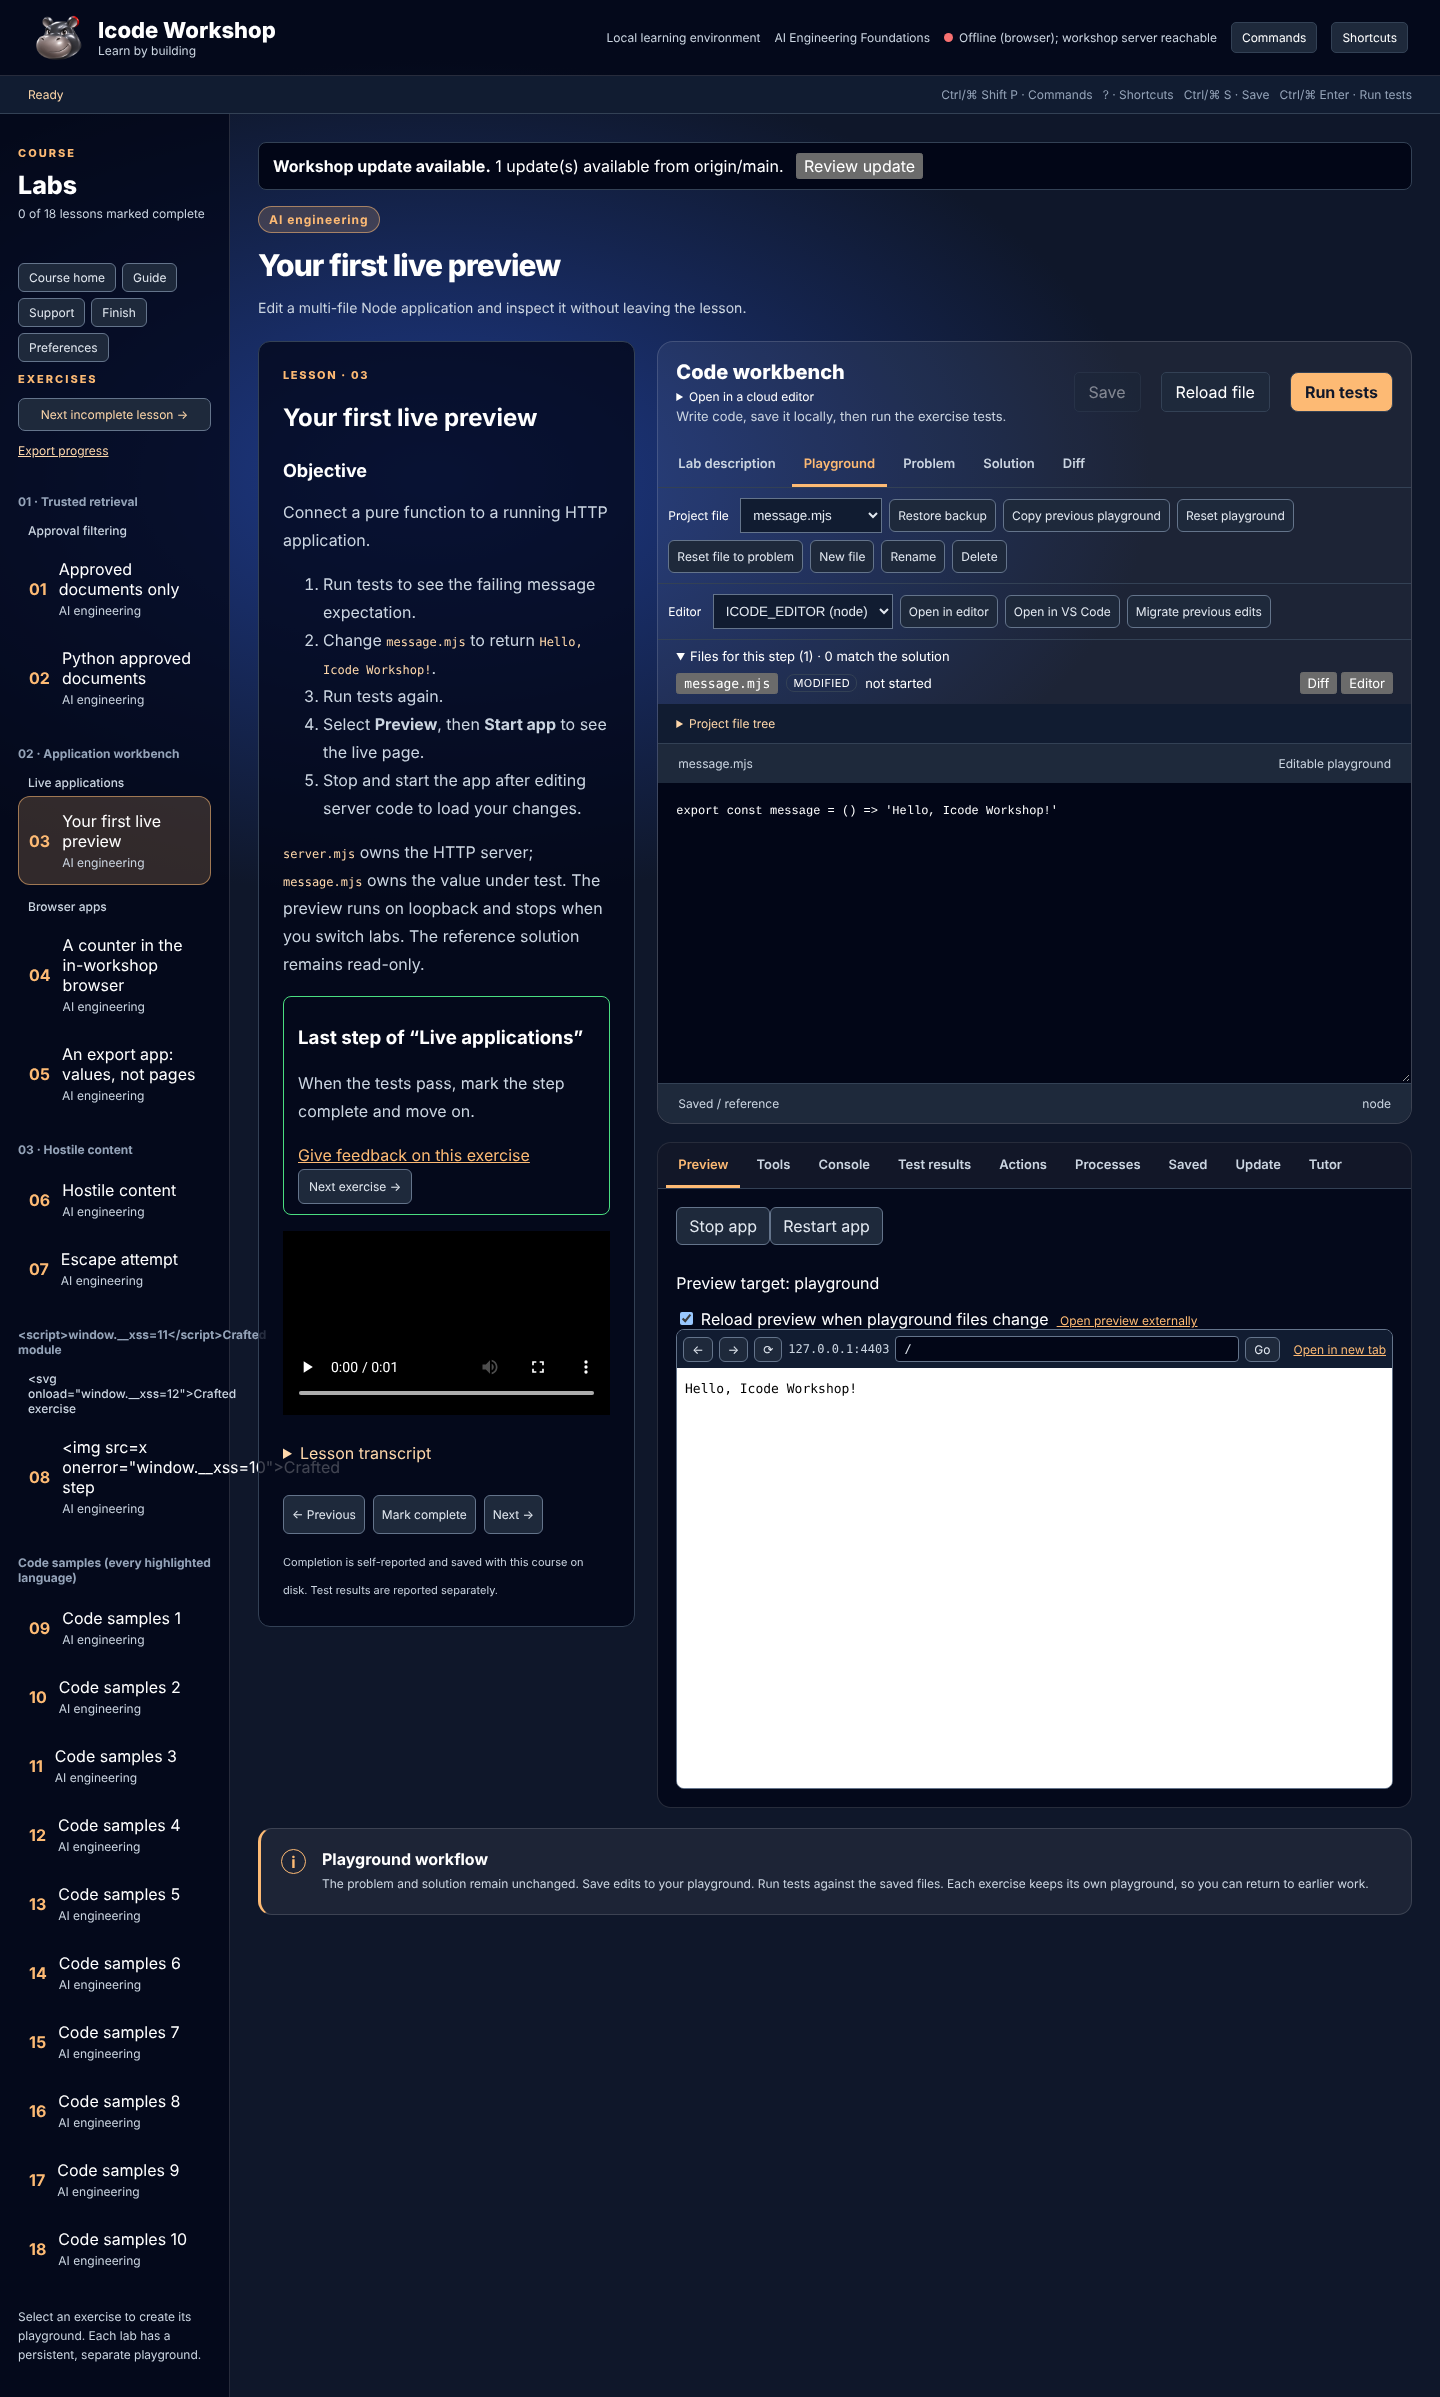 Icode Workshop
Learn by building
Local learning environment AI Engineering Foundations Offline (browser); workshop server reachable Commands Shortcuts
Ready
Ctrl/⌘ Shift P · Commands ? · Shortcuts Ctrl/⌘ S · Save Ctrl/⌘ Enter · Run tests
COURSE
Labs
0 of 18 lessons marked complete
Course home Guide
Support Finish
Preferences
EXERCISES
Next incomplete lesson →
Export progress
01 · Trusted retrieval
Approval filtering
01 Approved
documents only
AI engineering
02 Python approved
documents
AI engineering
02 · Application workbench
Live applications
03 Your first live
preview
AI engineering
Browser apps
04 A counter in the
in-workshop
browser
AI engineering
05 An export app:
values, not pages
AI engineering
03 · Hostile content
06 Hostile content
AI engineering
07 Escape attempt
AI engineering
<script>window.__xss=11</script>Crafted
module
<svg
onload="window.__xss=12">Crafted
exercise
08 <img src=x
onerror="window.__xss=10">Crafted
step
AI engineering
Code samples (every highlighted
language)
09 Code samples 1
AI engineering
10 Code samples 2
AI engineering
11 Code samples 3
AI engineering
12 Code samples 4
AI engineering
13 Code samples 5
AI engineering
14 Code samples 6
AI engineering
15 Code samples 7
AI engineering
16 Code samples 8
AI engineering
17 Code samples 9
AI engineering
18 Code samples 10
AI engineering
Select an exercise to create its
playground. Each lab has a
persistent, separate playground.
Workshop update available. 1 update(s) available from origin/main. Review update
AI engineering
Your first live preview
Edit a multi-file Node application and inspect it without leaving the lesson.
LESSON · 03
Your first live preview
Objective
Connect a pure function to a running HTTP
application.
1. Run tests to see the failing message
expectation.
2. Change message.mjs to return Hello,
Icode Workshop!.
3. Run tests again.
4. Select Preview, then Start app to see
the live page.
5. Stop and start the app after editing
server code to load your changes.
server.mjs owns the HTTP server;
message.mjs owns the value under test. The
preview runs on loopback and stops when
you switch labs. The reference solution
remains read-only.
Last step of “Live applications”
When the tests pass, mark the step
complete and move on.
Give feedback on this exercise
Next exercise →
0:00 / 0:01
▶ Lesson transcript
← Previous Mark complete Next →
Completion is self-reported and saved with this course on
disk. Test results are reported separately.
Code workbench
▶ Open in a cloud editor
Write code, save it locally, then run the exercise tests.
Save Reload file Run tests
Lab description Playground Problem Solution Diff
Project file message.mjs Restore backup Copy previous playground Reset playground
Reset file to problem New file Rename Delete
Editor ICODE_EDITOR (node) Open in editor Open in VS Code Migrate previous edits
▼ Files for this step (1) · 0 match the solution
message.mjs MODIFIED not started Diff Editor
▶ Project file tree
message.mjs Editable playground
export const message = () => 'Hello, Icode Workshop!'
Saved / reference node
Preview Tools Console Test results Actions Processes Saved Update Tutor
Stop app Restart app
Preview target: playground
Reload preview when playground files change Open preview externally
← → ⟳ 127.0.0.1:4403 / Go Open in new tab
Hello, Icode Workshop!
i Playground workflow
The problem and solution remain unchanged. Save edits to your playground. Run tests against the saved files. Each exercise keeps its own playground, so you can return to earlier work.